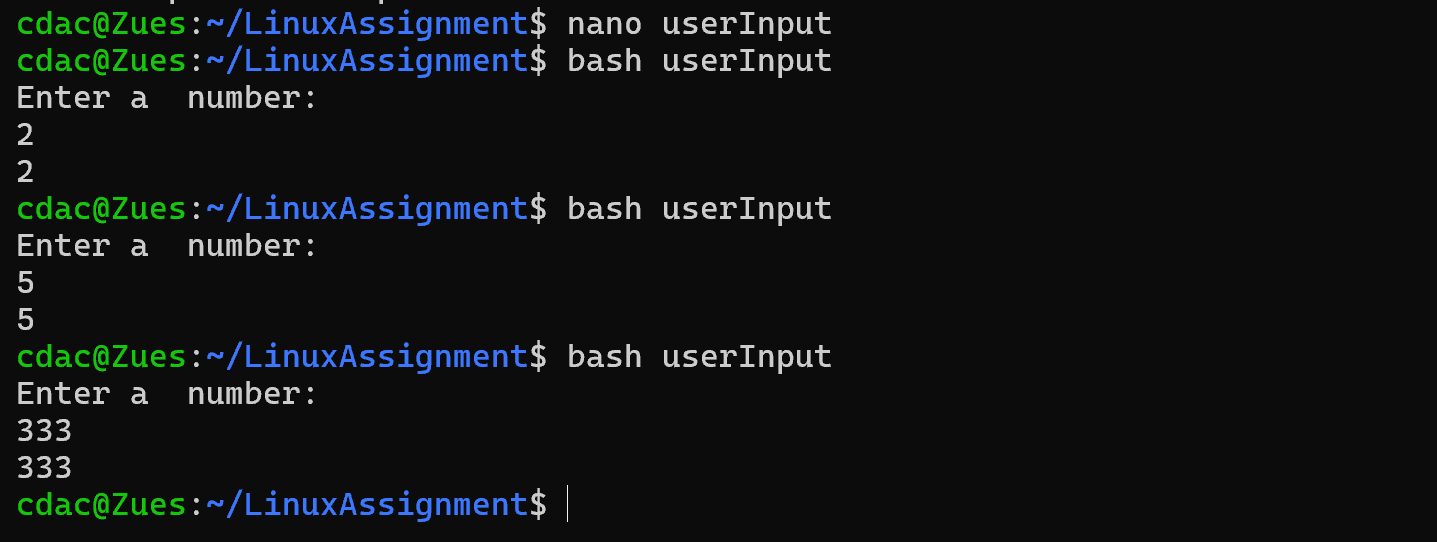 cdac@Zues:~/LinuxAssignment$ nano userInput
cdac@Zues:~/LinuxAssignment$ bash userInput
Enter a  number:
2
2
cdac@Zues:~/LinuxAssignment$ bash userInput
Enter a  number:
5
5
cdac@Zues:~/LinuxAssignment$ bash userInput
Enter a  number:
333
333
cdac@Zues:~/LinuxAssignment$